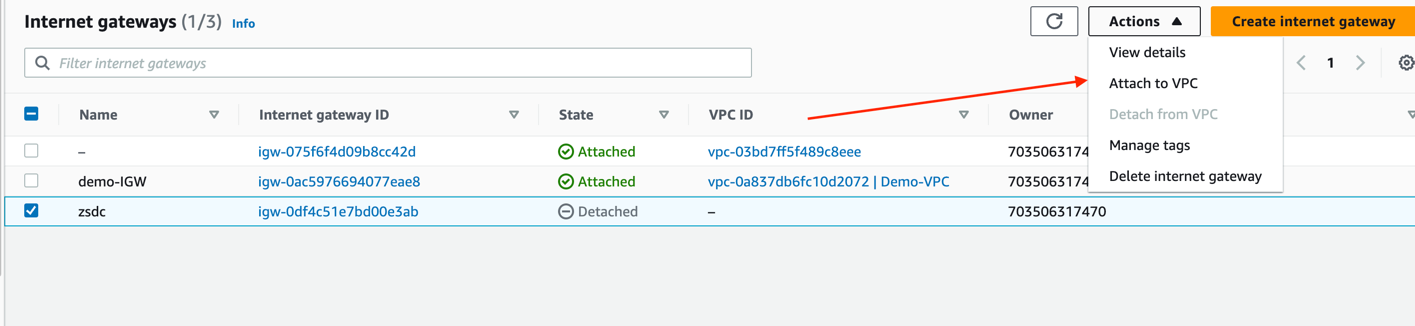 Internet gateways (1/3) Info
Actions
Create internet gateway
Filter internet gateways
1
View details
Attach to VPC
Detach from VPC
Manage tags
Delete internet gateway
Name Internet gateway ID State VPC ID Owner
– igw-075f6f4d09b8cc42d Attached vpc-03bd7ff5f489c8eee 7035063174
demo-IGW igw-0ac5976694077eae8 Attached vpc-0a837db6fc10d2072 | Demo-VPC 7035063174
zsdc igw-0df4c51e7bd00e3ab Detached – 703506317470